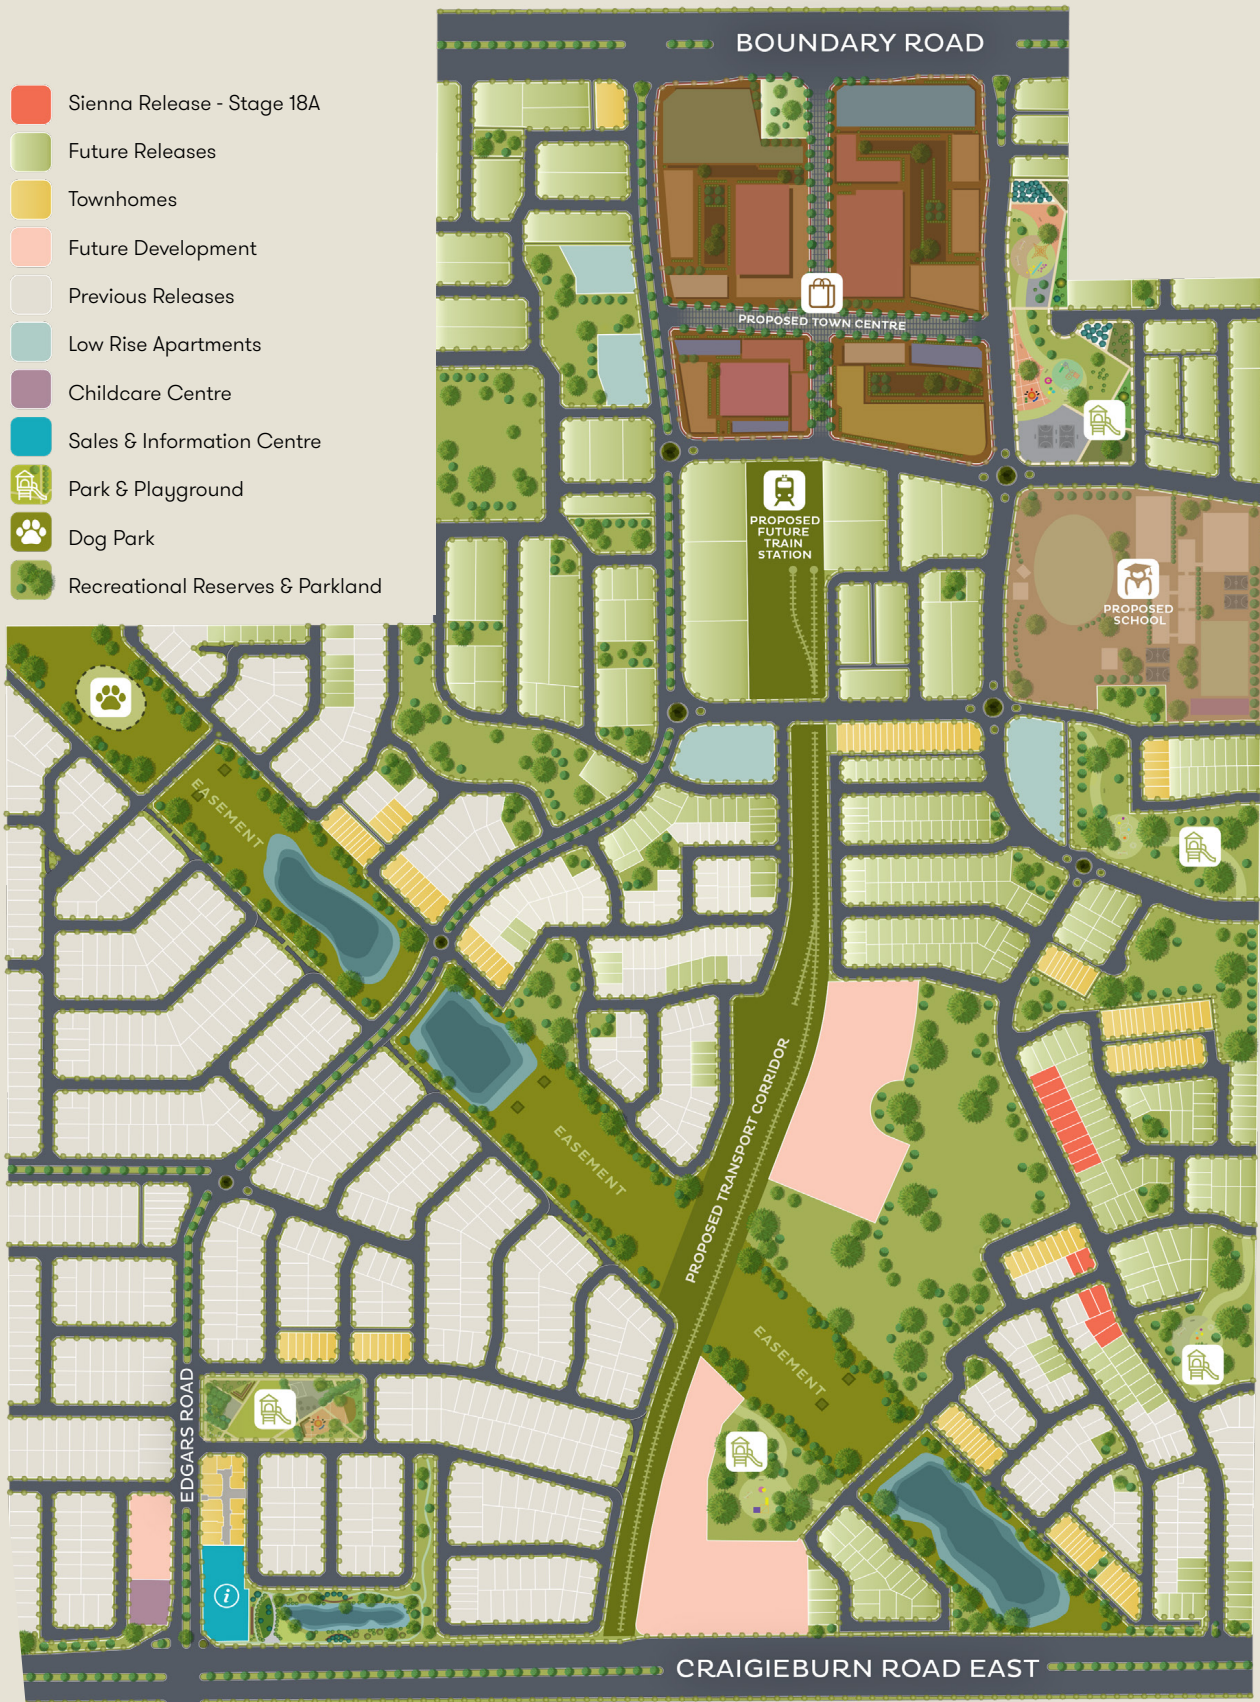 BOUNDARY ROAD
Sienna Release - Stage 18A
Future Releases
Townhomes
Future Development
Previous Releases
Low Rise Apartments
Childcare Centre
Sales & Information Centre
Park & Playground
Dog Park
Recreational Reserves & Parkland
PROPOSED TOWN CENTRE
PROPOSED
FUTURE
TRAIN
STATION
PROPOSED
SCHOOL
EASEMENT
EASEMENT
PROPOSED TRANSPORT CORRIDOR
EASEMENT
EDGARS ROAD
i
CRAIGIEBURN ROAD EAST